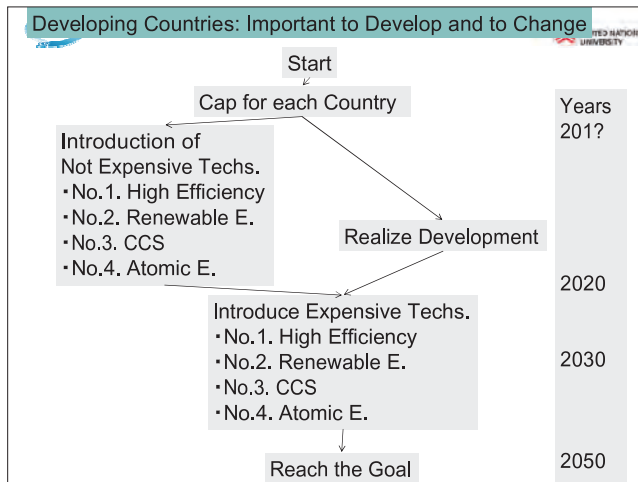 Developing Countries: Important to Develop and to Change
UNITED NATIONS
UNIVERSITY
Start
Cap for each Country
Years
201?
Introduction of
Not Expensive Techs.
・No.1. High Efficiency
・No.2. Renewable E.
・No.3. CCS
・No.4. Atomic E.
Realize Development
2020
Introduce Expensive Techs.
・No.1. High Efficiency
・No.2. Renewable E.
・No.3. CCS
・No.4. Atomic E.
2030
Reach the Goal
2050